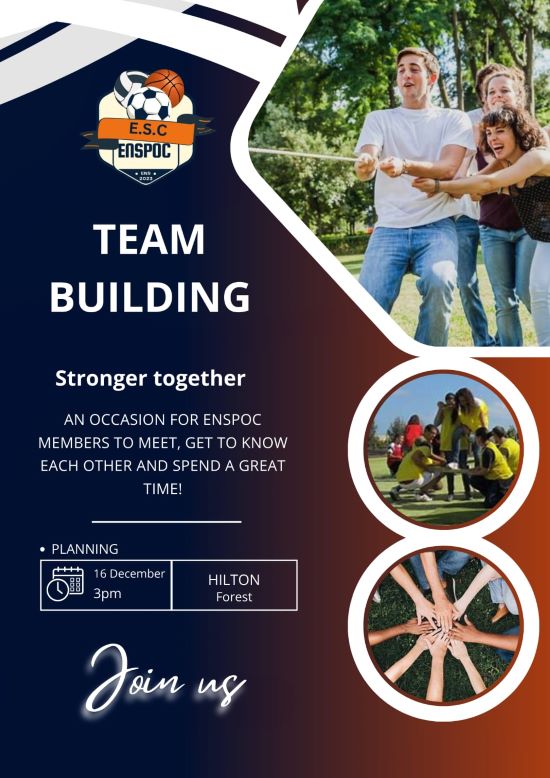 E.S.C
ENSPOC
ENS
2023
TEAM
BUILDING
Stronger together
AN OCCASION FOR ENSPOC
MEMBERS TO MEET, GET TO KNOW
EACH OTHER AND SPEND A GREAT
TIME!
• PLANNING
16 December
3pm
HILTON
Forest
Join us